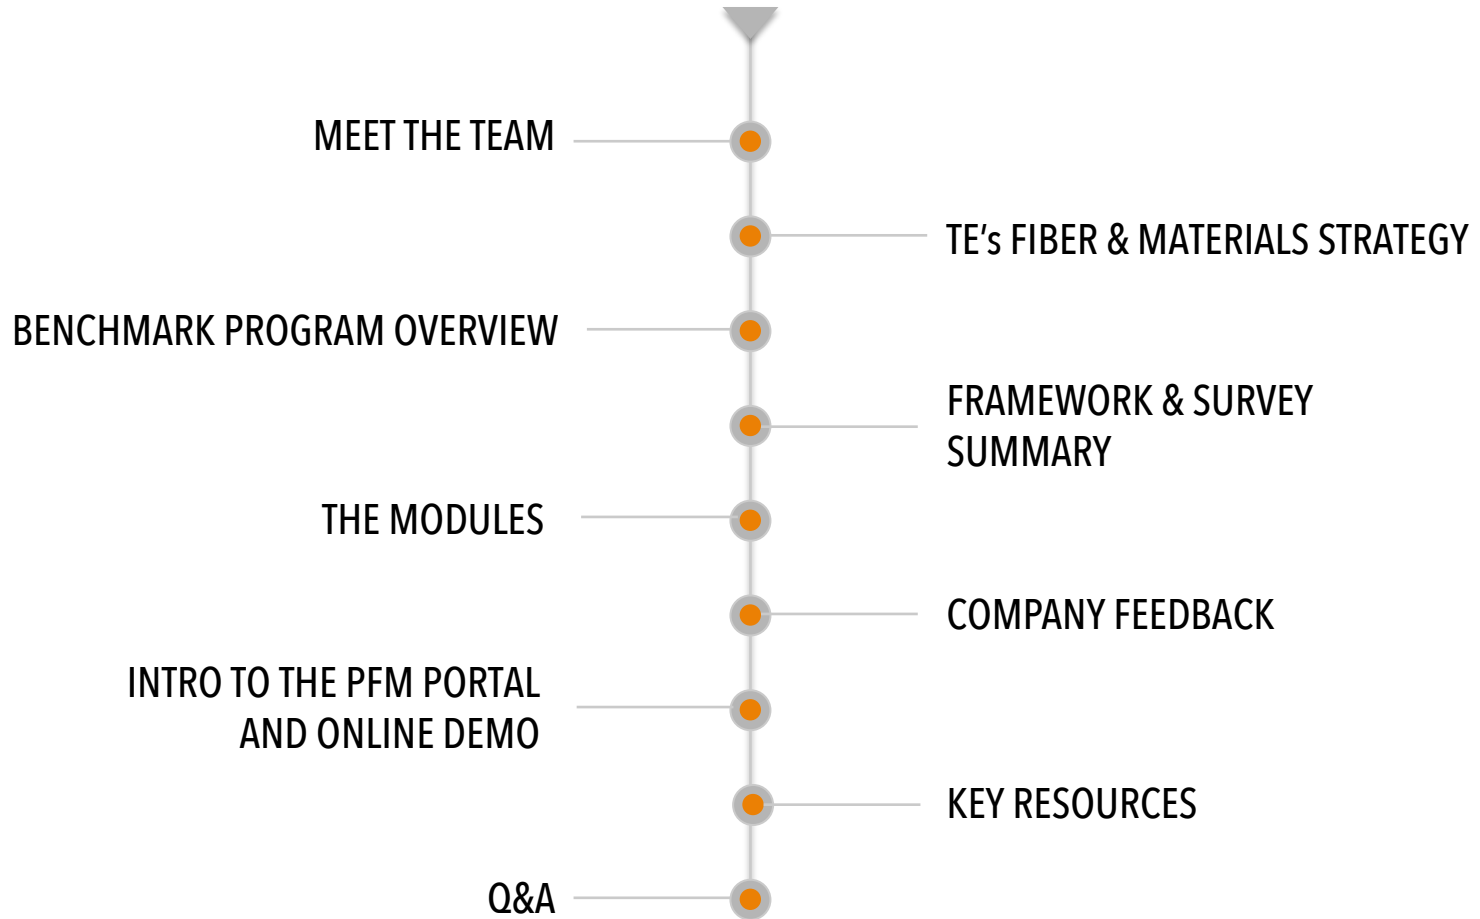 MEET THE TEAM
TE's FIBER & MATERIALS STRATEGY
BENCHMARK PROGRAM OVERVIEW
FRAMEWORK & SURVEY
SUMMARY
THE MODULES
COMPANY FEEDBACK
INTRO TO THE PFM PORTAL
AND ONLINE DEMO
KEY RESOURCES
Q&A